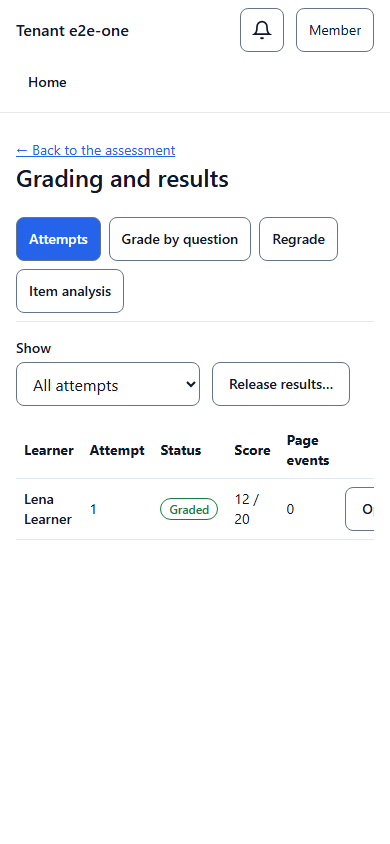 Tenant e2e-one
Member
Home
← Back to the assessment
Grading and results
Attempts
Grade by question
Regrade
Item analysis
Show
All attempts
Release results...
Learner Attempt Status Score Page events
Lena Learner 1 Graded 12 / 20 0